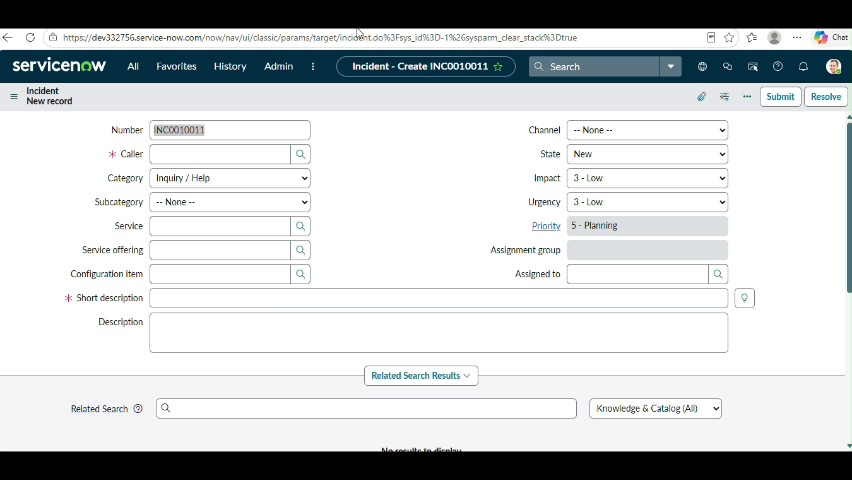 https://dev332756.service-now.com/now/nav/ui/classic/params/target/incident.do%3Fsys_id%3D-1%26sysparm_clear_stack%3Dtrue
Chat
servicenow All Favorites History Admin Incident - Create INC0010011 Search
Incident
New record
Submit Resolve
Number INC0010011 Channel -- None --
* Caller State New
Category Inquiry / Help Impact 3 - Low
Subcategory -- None -- Urgency 3 - Low
Service Priority 5 - Planning
Service offering Assignment group
Configuration item Assigned to
* Short description
Description
Related Search Results
Related Search Knowledge & Catalog (All)
No results to display